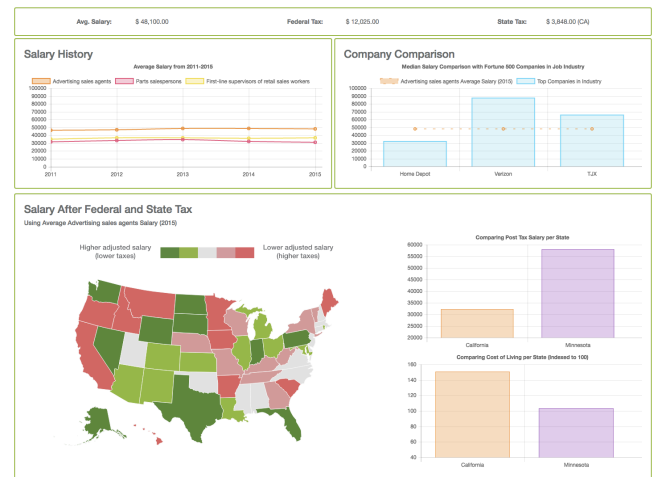 Avg. Salary: $ 48,100.00 Federal Tax: $ 12,025.00 State Tax: $ 3,848.00 (CA)
Salary History
Average Salary from 2011-2015
Advertising sales agents Parts salespersons First-line supervisors of retail sales workers
100000
90000
80000
70000
60000
50000
40000
30000
20000
10000
0
2011 2012 2013 2014 2015
Company Comparison
Median Salary Comparison with Fortune 500 Companies in Job Industry
Advertising sales agents Average Salary (2015) Top Companies in Industry
100000
90000
80000
70000
60000
50000
40000
30000
20000
10000
0
Home Depot Verizon TJX
Salary After Federal and State Tax
Using Average Advertising sales agents Salary (2015)
Higher adjusted salary Lower adjusted salary
(lower taxes) (higher taxes)
Comparing Post Tax Salary per State
60000
55000
50000
45000
40000
35000
30000
25000
20000
California Minnesota
Comparing Cost of Living per State (Indexed to 100)
160
140
120
100
80
60
40
California Minnesota